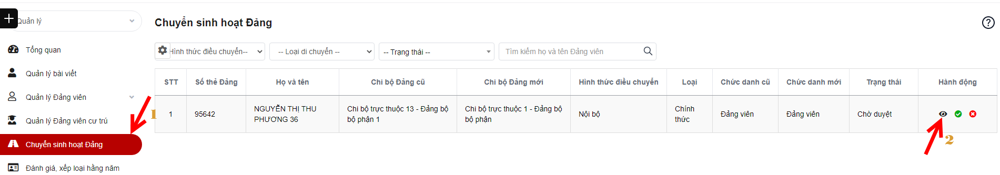 Quản lý
Tổng quan
Quản lý bài viết
Quản lý Đảng viên
Quản lý Đảng viên cư trú
Chuyển sinh hoạt Đảng
Đánh giá, xếp loại hằng năm
1
Chuyển sinh hoạt Đảng
Hình thức điều chuyển--
-- Loại di chuyển --
-- Trạng thái --
Tìm kiếm họ và tên Đảng viên
STT Số thẻ Đảng Họ và tên Chi bộ Đảng cũ Chi bộ Đảng mới Hình thức điều chuyển Loại Chức danh cũ Chức danh mới Trạng thái Hành động
1 95642 NGUYỄN THỊ THU Chi bộ trực thuộc 13 - Đảng bộ Chi bộ trực thuộc 1 - Đảng bộ Nội bộ Chính Đảng viên Đảng viên Chờ duyệt
PHƯƠNG 36 bộ phận 1 bộ phận thức
2